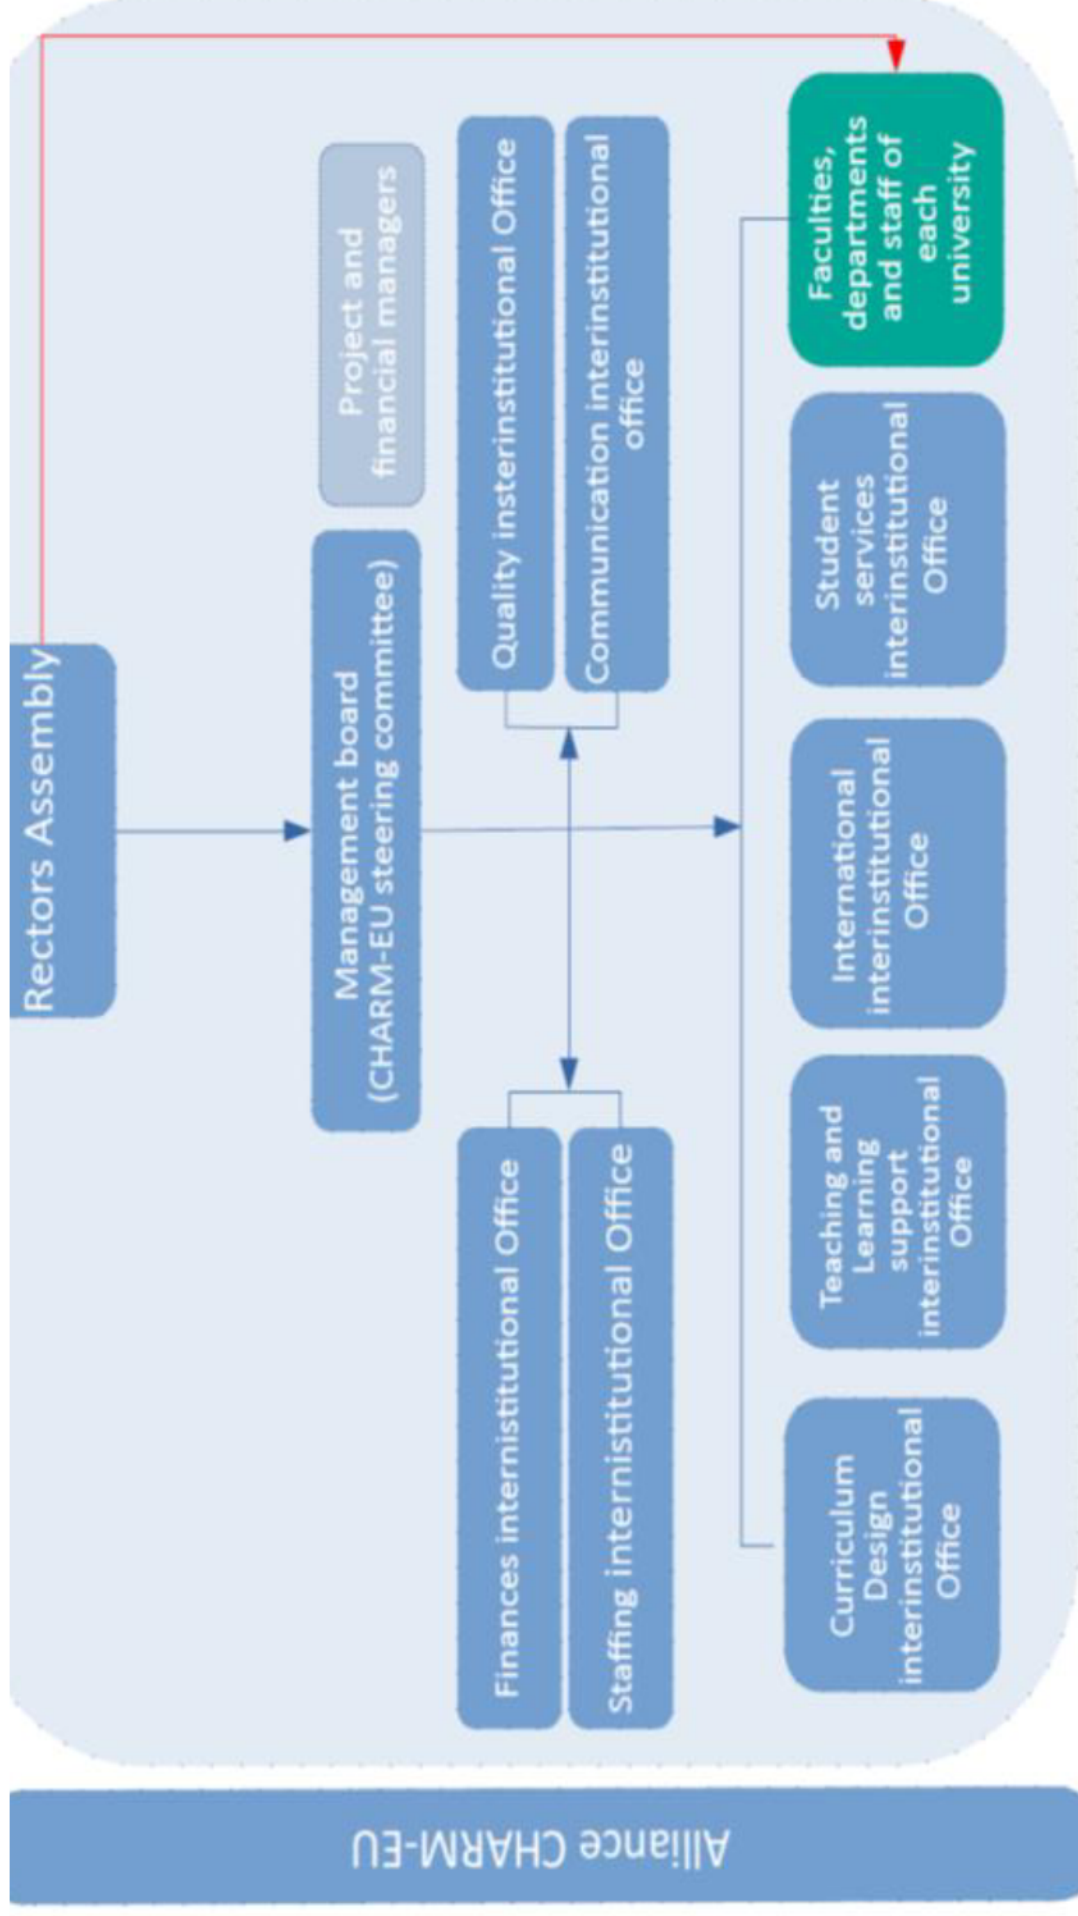 Alliance CHARM-EU
Rectors Assembly
Management board
(CHARM-EU steering committee)
Project and
financial managers
Finances internistitutional Office
Staffing internistitutional Office
Quality insterinstitutional Office
Communication interinstitutional
office
Curriculum
Design
interinstitutional
Office
Teaching and
Learning
support
interinstitutional
Office
International
interinstitutional
Office
Student
services
interinstitutional
Office
Faculties,
departments
and staff of
each
university